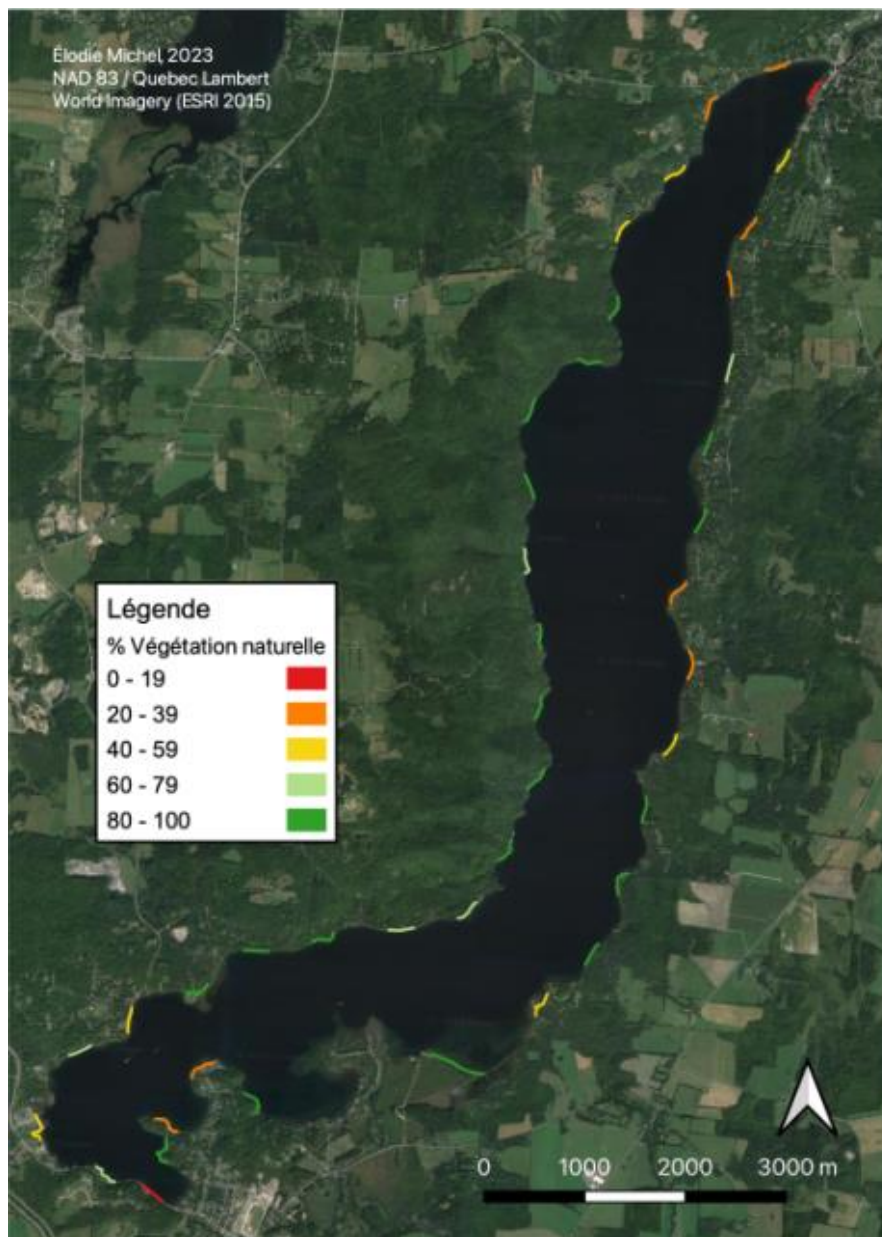 Élodie Michel 2023
NAD 83 / Quebec Lambert
World Imagery (ESRI 2015)
Légende
% Végétation naturelle
0 - 19
20 - 39
40 - 59
60 - 79
80 - 100
0 1000 2000 3000 m